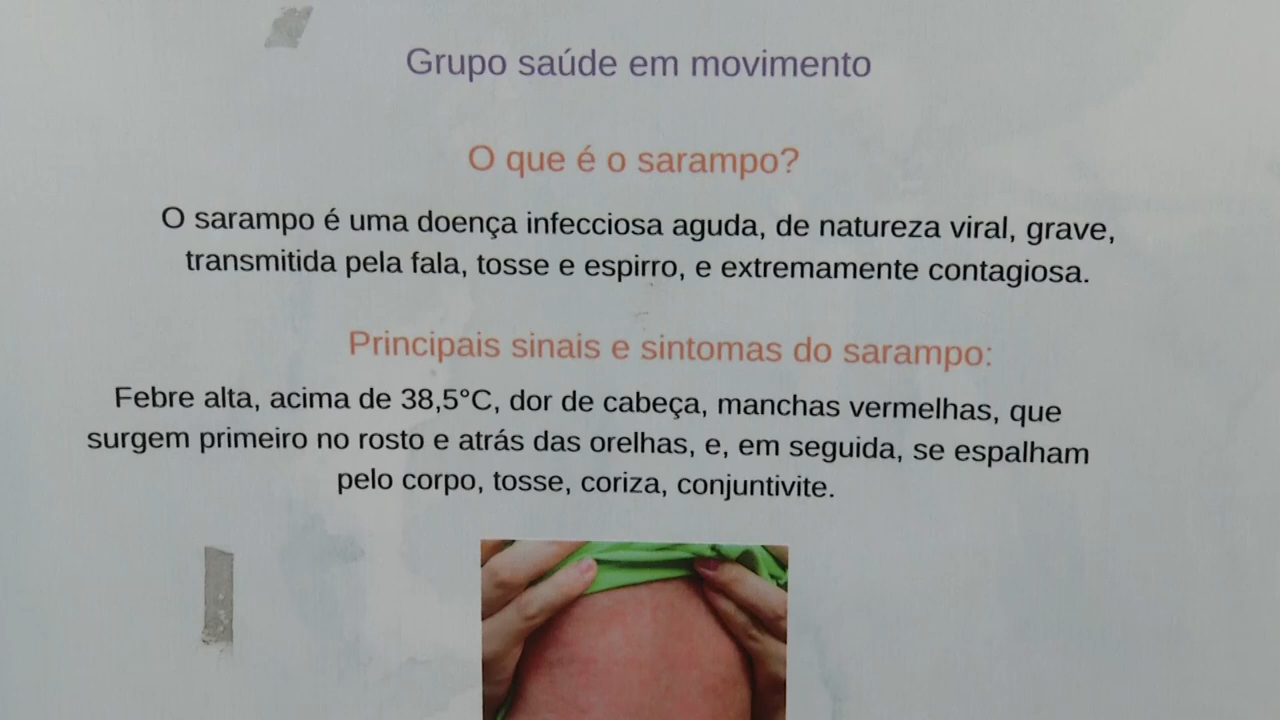 Grupo saúde em movimento
O que é o sarampo?
O sarampo é uma doença infecciosa aguda, de natureza viral, grave,
transmitida pela fala, tosse e espirro, e extremamente contagiosa.
Principais sinais e sintomas do sarampo:
Febre alta, acima de 38,5°C, dor de cabeça, manchas vermelhas, que
surgem primeiro no rosto e atrás das orelhas, e, em seguida, se espalham
pelo corpo, tosse, coriza, conjuntivite.